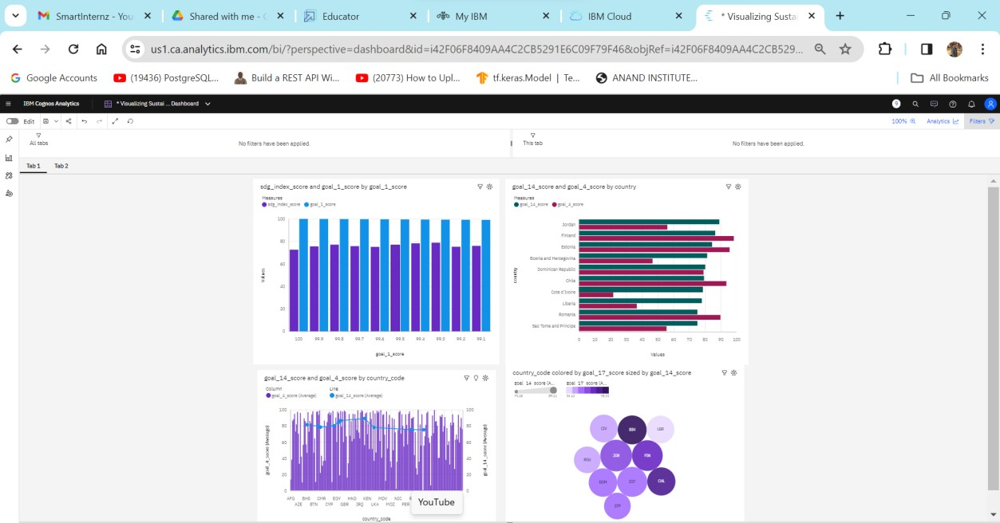 SmartInternz - You
Shared with me - G
Educator
My IBM
IBM Cloud
* Visualizing Sustai
us1.ca.analytics.ibm.com/bi/?perspective=dashboard&id=i42F06F8409AA4C2CB5291E6C09F79F46&objRef=i42F06F8409AA4C2CB529...
Google Accounts
(19436) PostgreSQL...
Build a REST API Wi...
(20773) How to Upl...
tf.keras.Model | Te...
ANAND INSTITUTE...
All Bookmarks
IBM Cognos Analytics
* Visualizing Sustai ... Dashboard
Edit
100%
Analytics
Filters
All tabs
No filters have been applied.
This tab
No filters have been applied.
Tab 1
Tab 2
sdg_index_score and goal_1_score by goal_1_score
Measures
sdg_index_score
goal_1_score
100
80
60
40
20
0
Values
100 99.9 99.8 99.7 99.6 99.5 99.4 99.3 99.2 99.1
goal_1_score
goal_14_score and goal_4_score by country
Measures
goal_14_score
goal_4_score
country
Jordan
Finland
Estonia
Bosnia and Herzegovina
Dominican Republic
Chile
Cote d'Ivoire
Liberia
Romania
Sao Tome and Principe
0 10 20 30 40 50 60 70 80 90 100
Values
goal_14_score and goal_4_score by country_code
Column
Line
goal_4_score (Average)
goal_14_score (Average)
100
80
60
40
20
0
goal_4_score (Average)
100
80
60
40
20
0
goal_14_score (Average)
AFG BHS CMR EGY HND KEN MDV NIC
AZE BTN CYP GBR IRQ LKA MOZ PER
country_code
YouTube
country_code colored by goal_17_score sized by goal_14_score
goal_14_score (A...
goal_17_score (A...
CIV
BIH
LBR
ROU
JOR
FIN
DOM
EST
CHL
STP